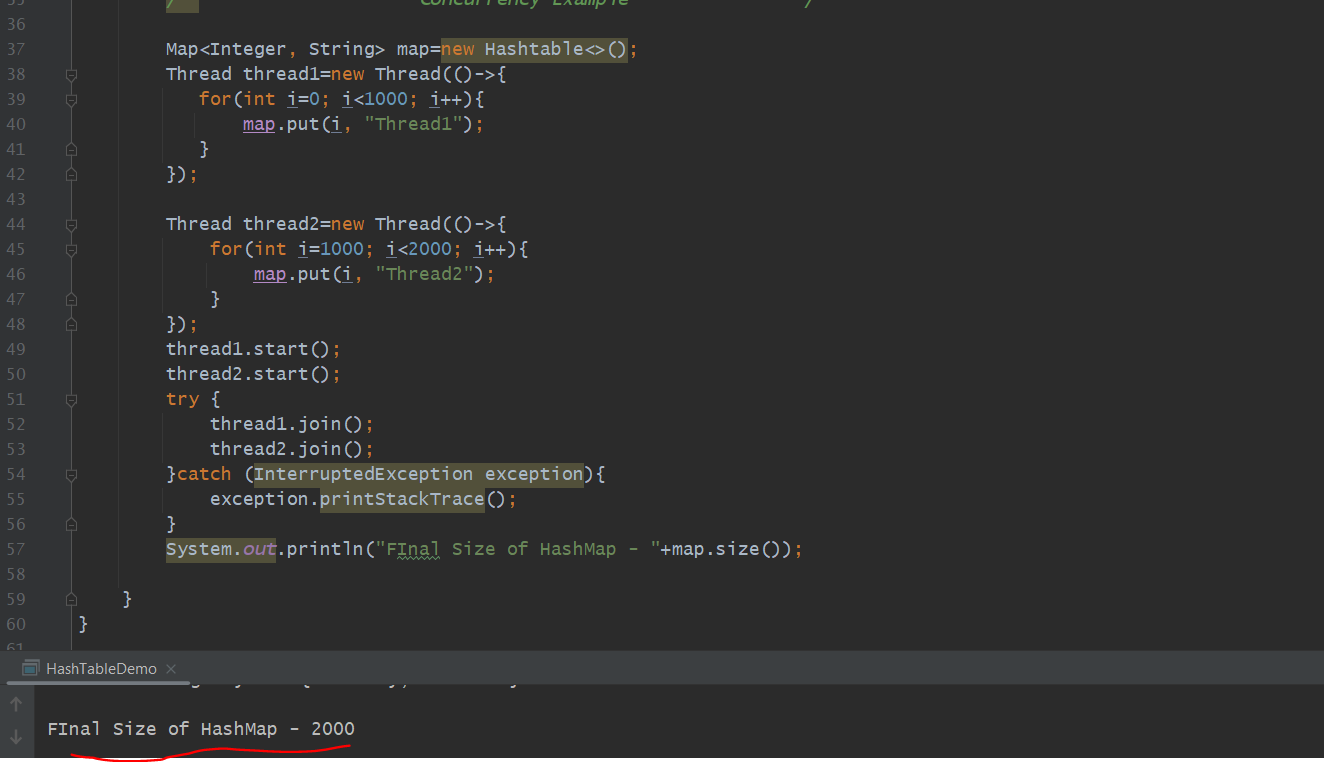 35 / Concurrency Example /
36
37 Map<Integer, String> map=new Hashtable<>();
38 Thread thread1=new Thread(()->{
39 for(int i=0; i<1000; i++){
40 map.put(i, "Thread1");
41 }
42 });
43
44 Thread thread2=new Thread(()->{
45 for(int i=1000; i<2000; i++){
46 map.put(i, "Thread2");
47 }
48 });
49 thread1.start();
50 thread2.start();
51 try {
52 thread1.join();
53 thread2.join();
54 }catch (InterruptedException exception){
55 exception.printStackTrace();
56 }
57 System.out.println("FInal Size of HashMap - "+map.size());
58
59 }
60 }
61
HashTableDemo
FInal Size of HashMap - 2000